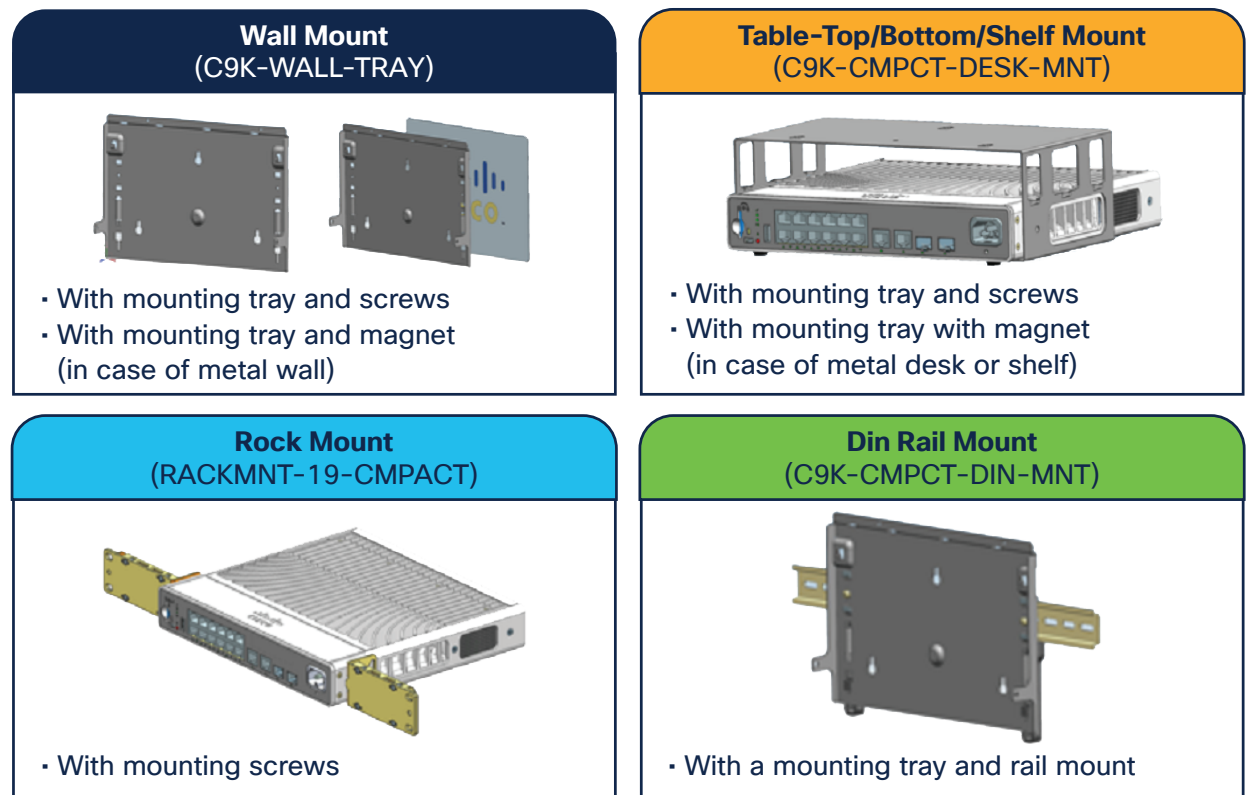 Wall Mount
(C9K-WALL-TRAY)
CO.
· With mounting tray and screws
· With mounting tray and magnet
(in case of metal wall)
Table-Top/Bottom/Shelf Mount
(C9K-CMPCT-DESK-MNT)
· With mounting tray and screws
· With mounting tray with magnet
(in case of metal desk or shelf)
Rock Mount
(RACKMNT-19-CMPACT)
CISCO
· With mounting screws
Din Rail Mount
(C9K-CMPCT-DIN-MNT)
· With a mounting tray and rail mount